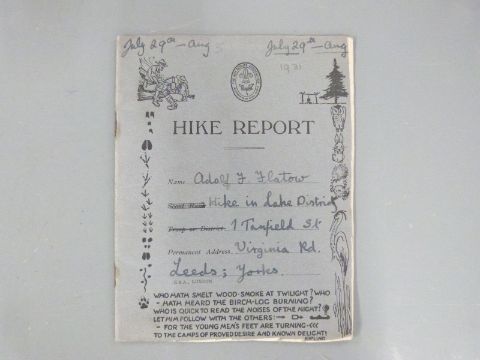 July 29th — Aug 5    July 29th — Aug
1931
HIKE REPORT
Name Adolf J. Flatow
Hike in Lake District
Troop or District 1 Tanfield St
Permanent Address. Virginia Rd.
Leeds; Yorks.
WHO HATH SMELT WOOD-SMOKE AT TWILIGHT? WHO
- HATH HEARD THE BIRCH-LOG BURNING?
WHO IS QUICK TO READ THE NOISES OF THE NIGHT?
LET HIM FOLLOW WITH THE OTHERS:
- FOR THE YOUNG MEN'S FEET ARE TURNING
TO THE CAMPS OF PROVED DESIRE AND KNOWN DELIGHT!
KIPLING